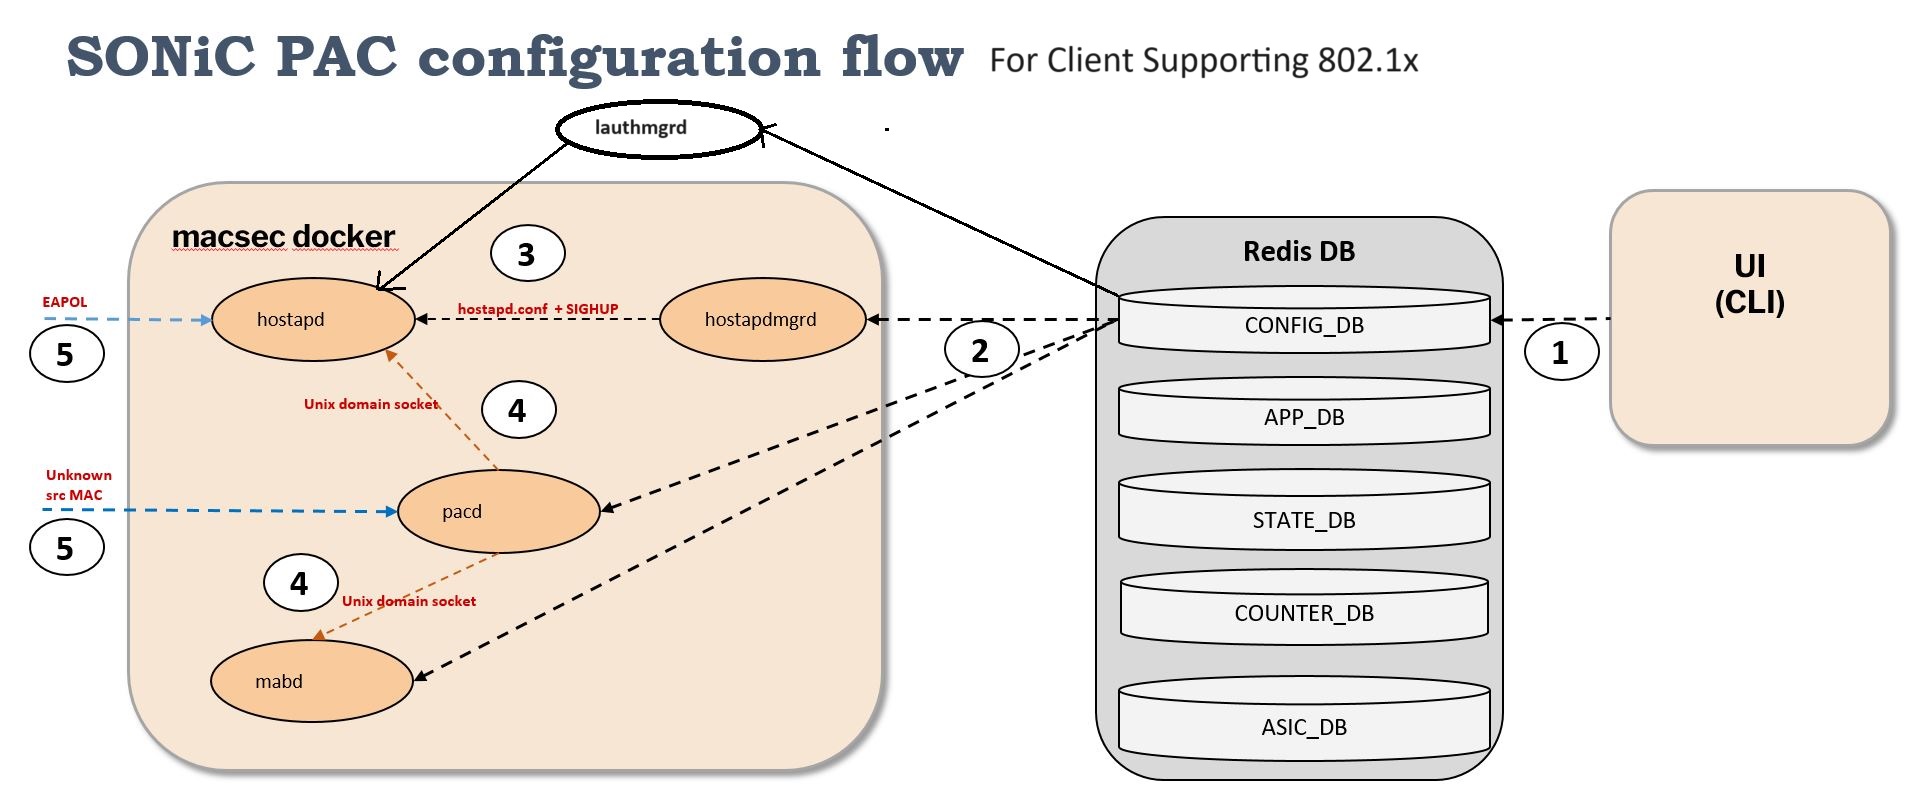 SONiC PAC configuration flow For Client Supporting 802.1x
lauthmgrd
macsec docker
3
EAPOL
hostapd
hostapd.conf + SIGHUP
hostapdmgrd
5
2
4
Unix domain socket
Unknown
src MAC
pacd
5
4
Unix domain socket
mabd
Redis DB
CONFIG_DB
APP_DB
STATE_DB
COUNTER_DB
ASIC_DB
1
UI
(CLI)